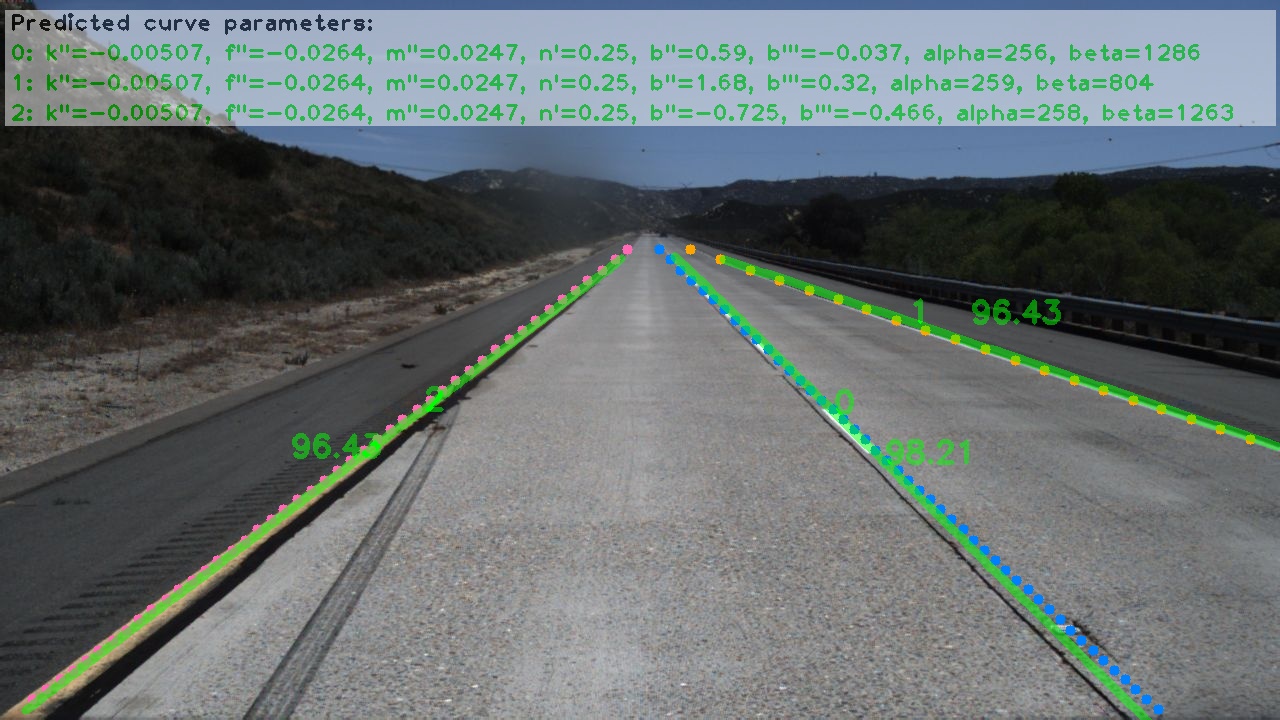 Predicted curve parameters:
0: k''=-0.00507, f''=-0.0264, m''=0.0247, n'=0.25, b''=0.59, b'''=-0.037, alpha=256, beta=1286
1: k''=-0.00507, f''=-0.0264, m''=0.0247, n'=0.25, b''=1.68, b'''=0.32, alpha=259, beta=804
2: k''=-0.00507, f''=-0.0264, m''=0.0247, n'=0.25, b''=-0.725, b'''=-0.466, alpha=258, beta=1263
1 96.43
2
0
96.43
98.21